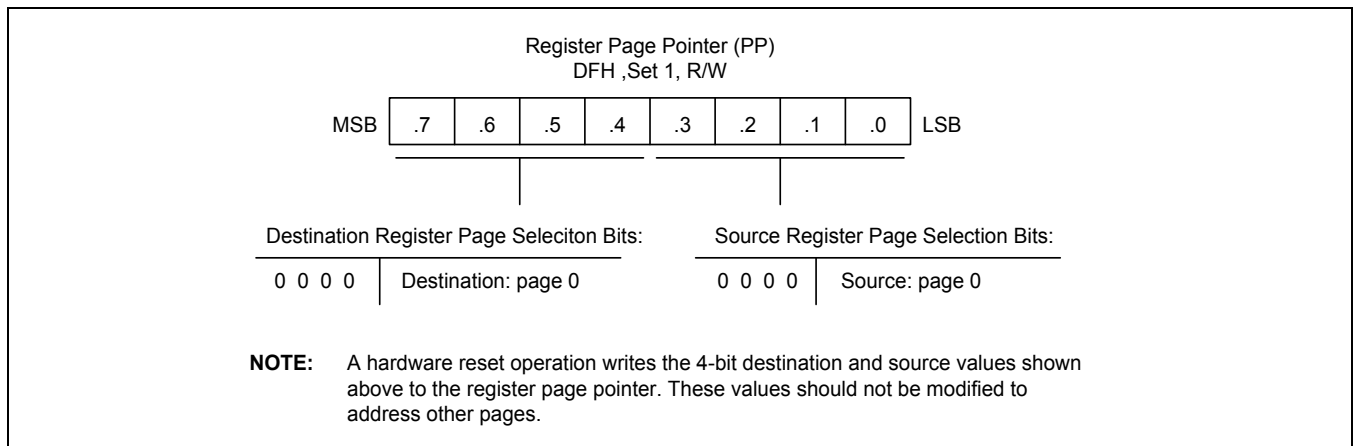 Register Page Pointer (PP)
DFH ,Set 1, R/W
MSB .7 .6 .5 .4 .3 .2 .1 .0 LSB
Destination Register Page Seleciton Bits:
0 0 0 0 Destination: page 0
Source Register Page Selection Bits:
0 0 0 0 Source: page 0
NOTE: A hardware reset operation writes the 4-bit destination and source values shown
above to the register page pointer. These values should not be modified to
address other pages.